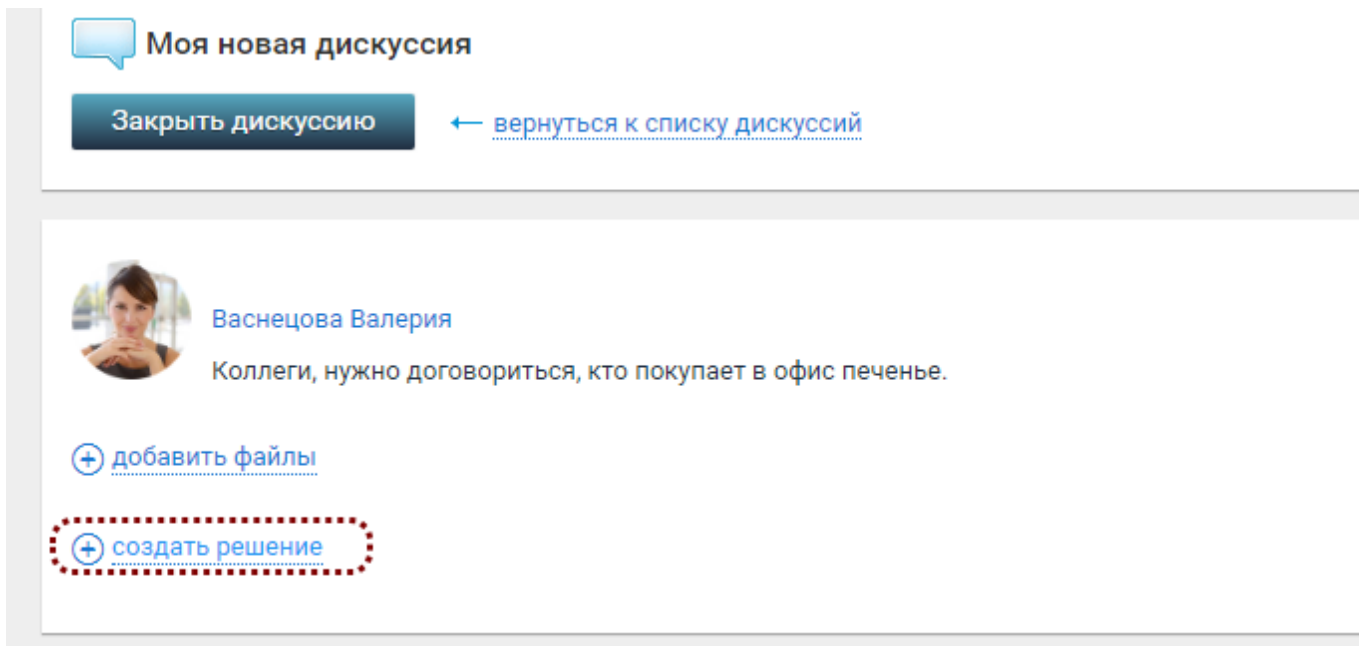 Моя новая дискуссия
Закрыть дискуссию ← вернуться к списку дискуссий
Васнецова Валерия
Коллеги, нужно договориться, кто покупает в офис печенье.
добавить файлы
создать решение